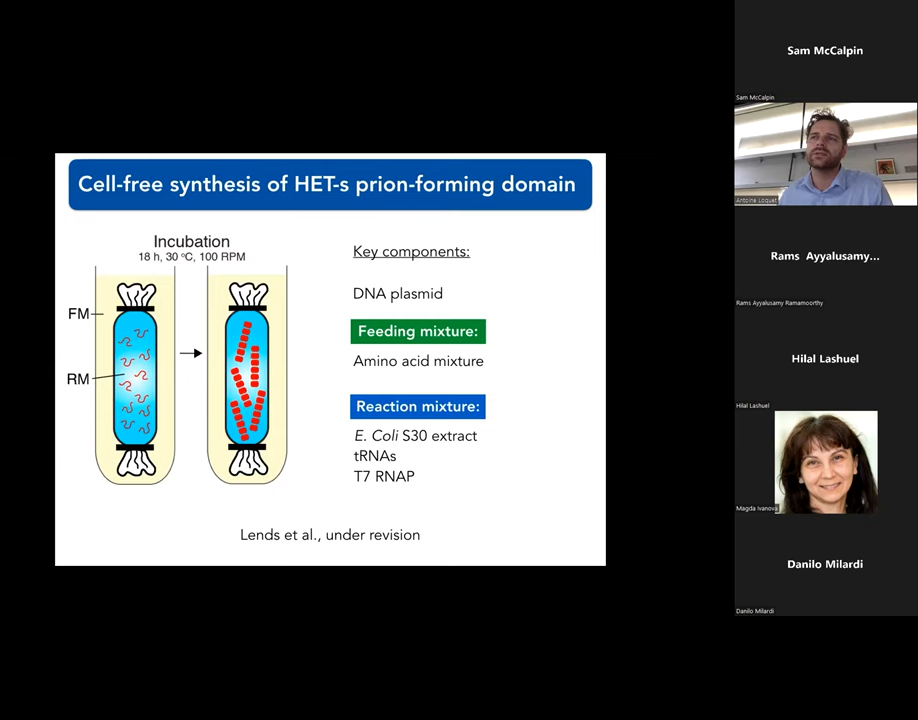 Cell-free synthesis of HET-s prion-forming domain
Incubation
18 h, 30 ºC, 100 RPM
FM
RM
Key components:
DNA plasmid
Feeding mixture:
Amino acid mixture
Reaction mixture:
E. Coli S30 extract
tRNAs
T7 RNAP
Lends et al., under revision
Sam McCalpin
Sam McCalpin
Antoine Loquet
Rams Ayyalusamy...
Rams Ayyalusamy Ramamoorthy
Hilal Lashuel
Hilal Lashuel
Magda Ivanova
Danilo Milardi
Danilo Milardi